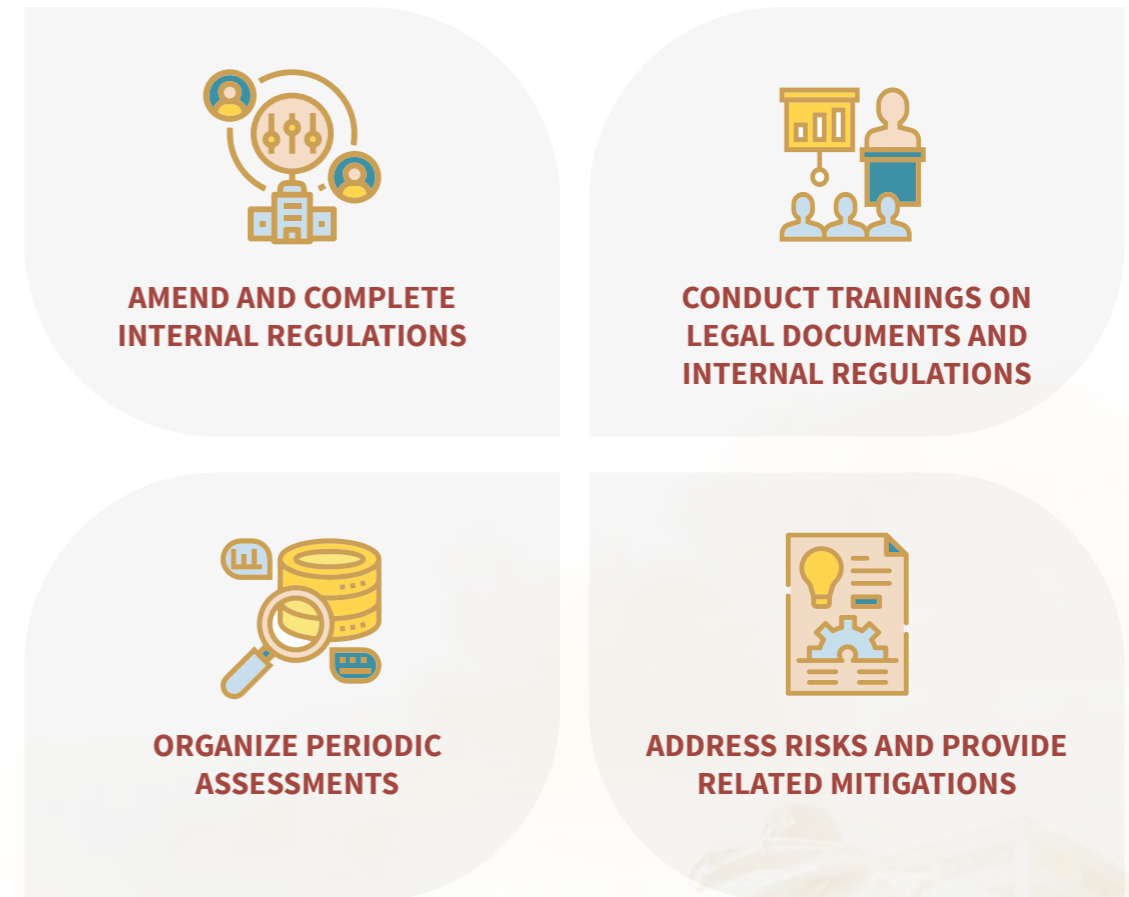 AMEND AND COMPLETE
INTERNAL REGULATIONS
CONDUCT TRAININGS ON
LEGAL DOCUMENTS AND
INTERNAL REGULATIONS
ORGANIZE PERIODIC
ASSESSMENTS
ADDRESS RISKS AND PROVIDE
RELATED MITIGATIONS